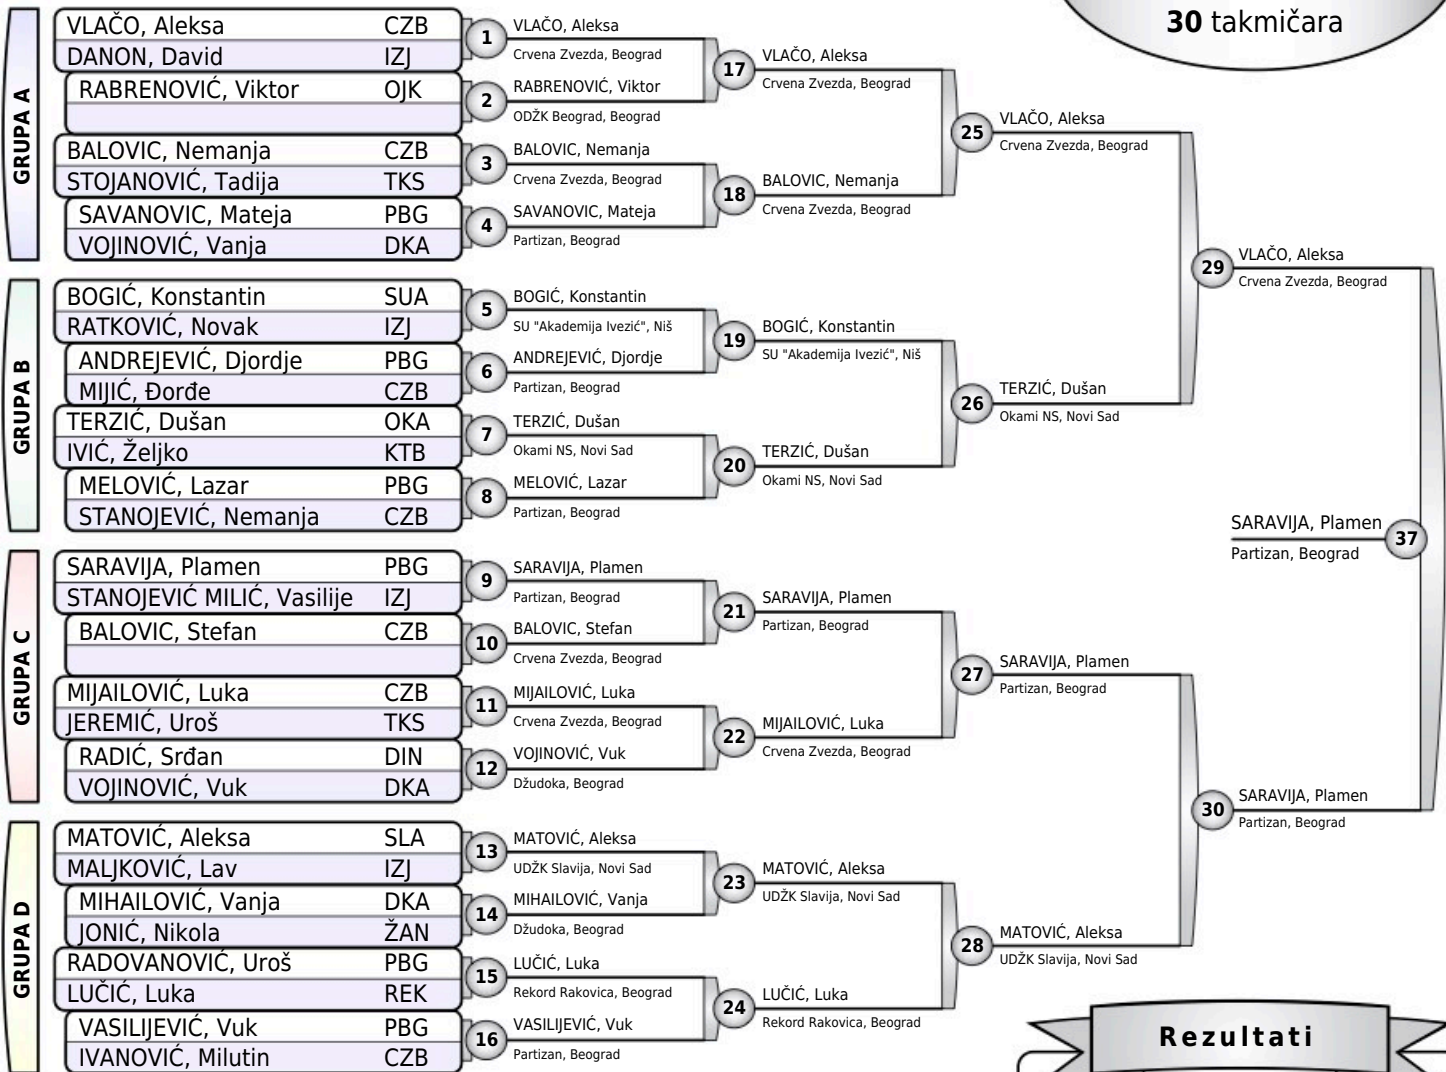 30 takmičara
GRUPA A
VLAČO, Aleksa CZB
DANON, David IZJ
RABRENOVIĆ, Viktor OJK
BALOVIC, Nemanja CZB
STOJANOVIĆ, Tadija TKS
SAVANOVIC, Mateja PBG
VOJINOVIĆ, Vanja DKA
GRUPA B
BOGIĆ, Konstantin SUA
RATKOVIĆ, Novak IZJ
ANDREJEVIĆ, Djordje PBG
MIJIĆ, Đorđe CZB
TERZIĆ, Dušan OKA
IVIĆ, Željko KTB
MELOVIĆ, Lazar PBG
STANOJEVIĆ, Nemanja CZB
GRUPA C
SARAVIJA, Plamen PBG
STANOJEVIĆ MILIĆ, Vasilije IZJ
BALOVIC, Stefan CZB
MIJAILOVIĆ, Luka CZB
JEREMIĆ, Uroš TKS
RADIĆ, Srđan DIN
VOJINOVIĆ, Vuk DKA
GRUPA D
MATOVIĆ, Aleksa SLA
MALJKOVIĆ, Lav IZJ
MIHAILOVIĆ, Vanja DKA
JONIĆ, Nikola ŽAN
RADOVANOVIĆ, Uroš PBG
LUČIĆ, Luka REK
VASILIJEVIĆ, Vuk PBG
IVANOVIĆ, Milutin CZB
1 VLAČO, Aleksa
Crvena Zvezda, Beograd
2 RABRENOVIĆ, Viktor
ODŽK Beograd, Beograd
3 BALOVIC, Nemanja
Crvena Zvezda, Beograd
4 SAVANOVIC, Mateja
Partizan, Beograd
5 BOGIĆ, Konstantin
SU "Akademija Ivezić", Niš
6 ANDREJEVIĆ, Djordje
Partizan, Beograd
7 TERZIĆ, Dušan
Okami NS, Novi Sad
8 MELOVIĆ, Lazar
Partizan, Beograd
9 SARAVIJA, Plamen
Partizan, Beograd
10 BALOVIC, Stefan
Crvena Zvezda, Beograd
11 MIJAILOVIĆ, Luka
Crvena Zvezda, Beograd
12 VOJINOVIĆ, Vuk
Džudoka, Beograd
13 MATOVIĆ, Aleksa
UDŽK Slavija, Novi Sad
14 MIHAILOVIĆ, Vanja
Džudoka, Beograd
15 LUČIĆ, Luka
Rekord Rakovica, Beograd
16 VASILIJEVIĆ, Vuk
Partizan, Beograd
17 VLAČO, Aleksa
Crvena Zvezda, Beograd
18 BALOVIC, Nemanja
Crvena Zvezda, Beograd
19 BOGIĆ, Konstantin
SU "Akademija Ivezić", Niš
20 TERZIĆ, Dušan
Okami NS, Novi Sad
21 SARAVIJA, Plamen
Partizan, Beograd
22 MIJAILOVIĆ, Luka
Crvena Zvezda, Beograd
23 MATOVIĆ, Aleksa
UDŽK Slavija, Novi Sad
24 LUČIĆ, Luka
Rekord Rakovica, Beograd
25 VLAČO, Aleksa
Crvena Zvezda, Beograd
26 TERZIĆ, Dušan
Okami NS, Novi Sad
27 SARAVIJA, Plamen
Partizan, Beograd
28 MATOVIĆ, Aleksa
UDŽK Slavija, Novi Sad
29 VLAČO, Aleksa
Crvena Zvezda, Beograd
30 SARAVIJA, Plamen
Partizan, Beograd
SARAVIJA, Plamen 37
Partizan, Beograd
Rezultati